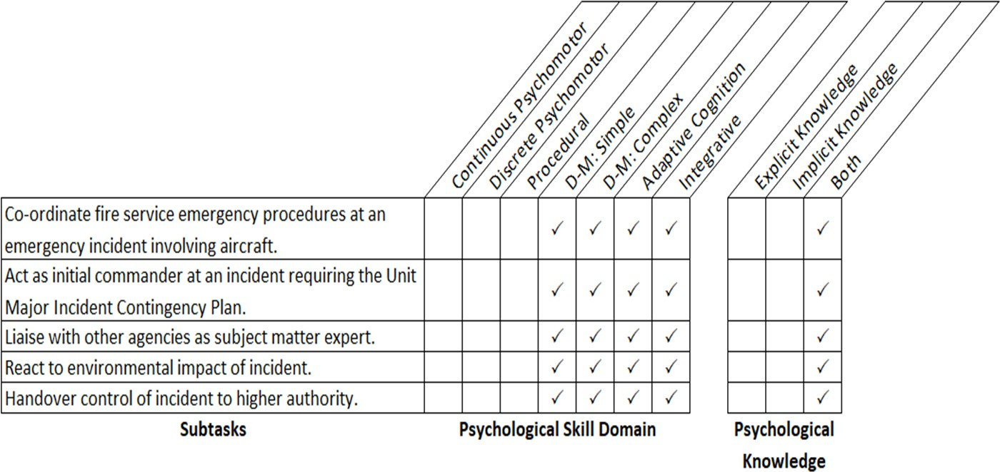 Continuous Psychomotor
Discrete Psychomotor
Procedural
D-M: Simple
D-M: Complex
Adaptive Cognition
Integrative
Explicit Knowledge
Implicit Knowledge
Both
Co-ordinate fire service emergency procedures at an
emergency incident involving aircraft.
✓ ✓ ✓ ✓ ✓
Act as initial commander at an incident requiring the Unit
Major Incident Contingency Plan.
✓ ✓ ✓ ✓ ✓
Liaise with other agencies as subject matter expert. ✓ ✓ ✓ ✓ ✓
React to environmental impact of incident. ✓ ✓ ✓ ✓ ✓
Handover control of incident to higher authority. ✓ ✓ ✓ ✓ ✓
Subtasks
Psychological Skill Domain
Psychological
Knowledge